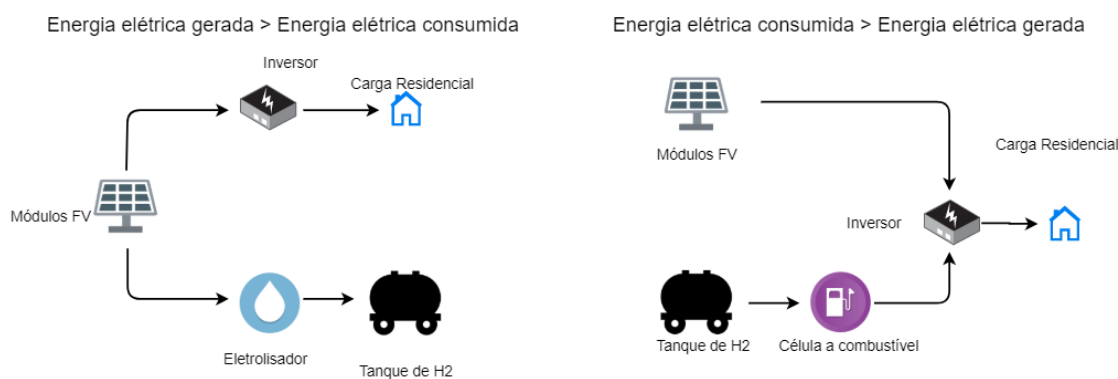 Energia elétrica gerada > Energia elétrica consumida
Inversor
Carga Residencial
Módulos FV
Eletrolisador
Tanque de H2
Energia elétrica consumida > Energia elétrica gerada
Módulos FV
Carga Residencial
Inversor
Tanque de H2
Célula a combustível